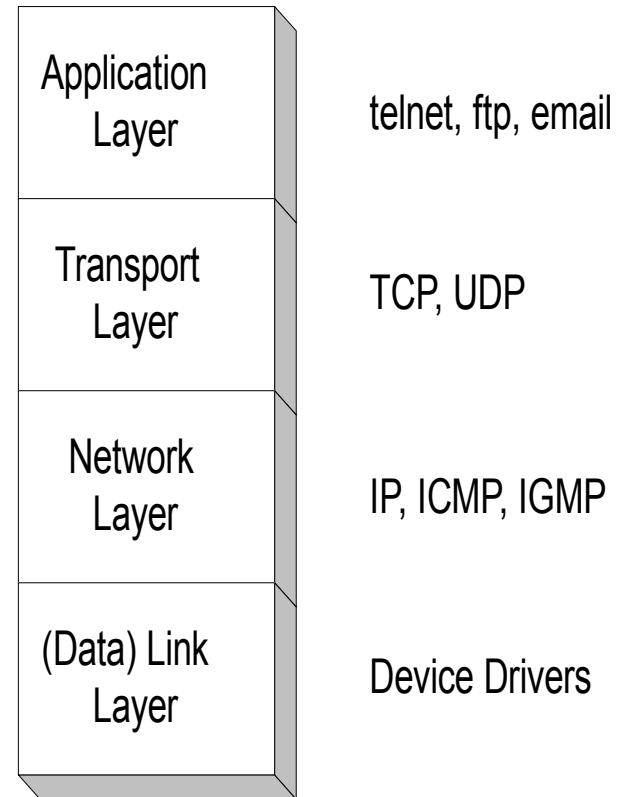 Application
Layer
telnet, ftp, email
Transport
Layer
TCP, UDP
Network
Layer
IP, ICMP, IGMP
(Data) Link
Layer
Device Drivers